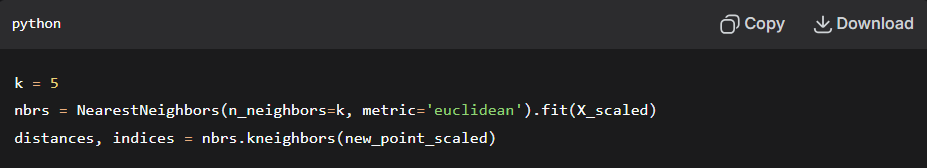 python Copy Download
k = 5
nbrs = NearestNeighbors(n_neighbors=k, metric='euclidean').fit(X_scaled)
distances, indices = nbrs.kneighbors(new_point_scaled)